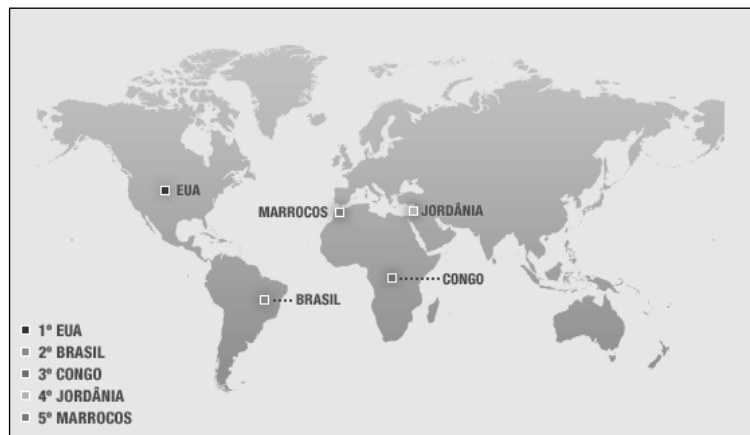 EUA
MARROCOS
JORDÂNIA
CONGO
BRASIL
1º EUA
2º BRASIL
3º CONGO
4º JORDÂNIA
5º MARROCOS